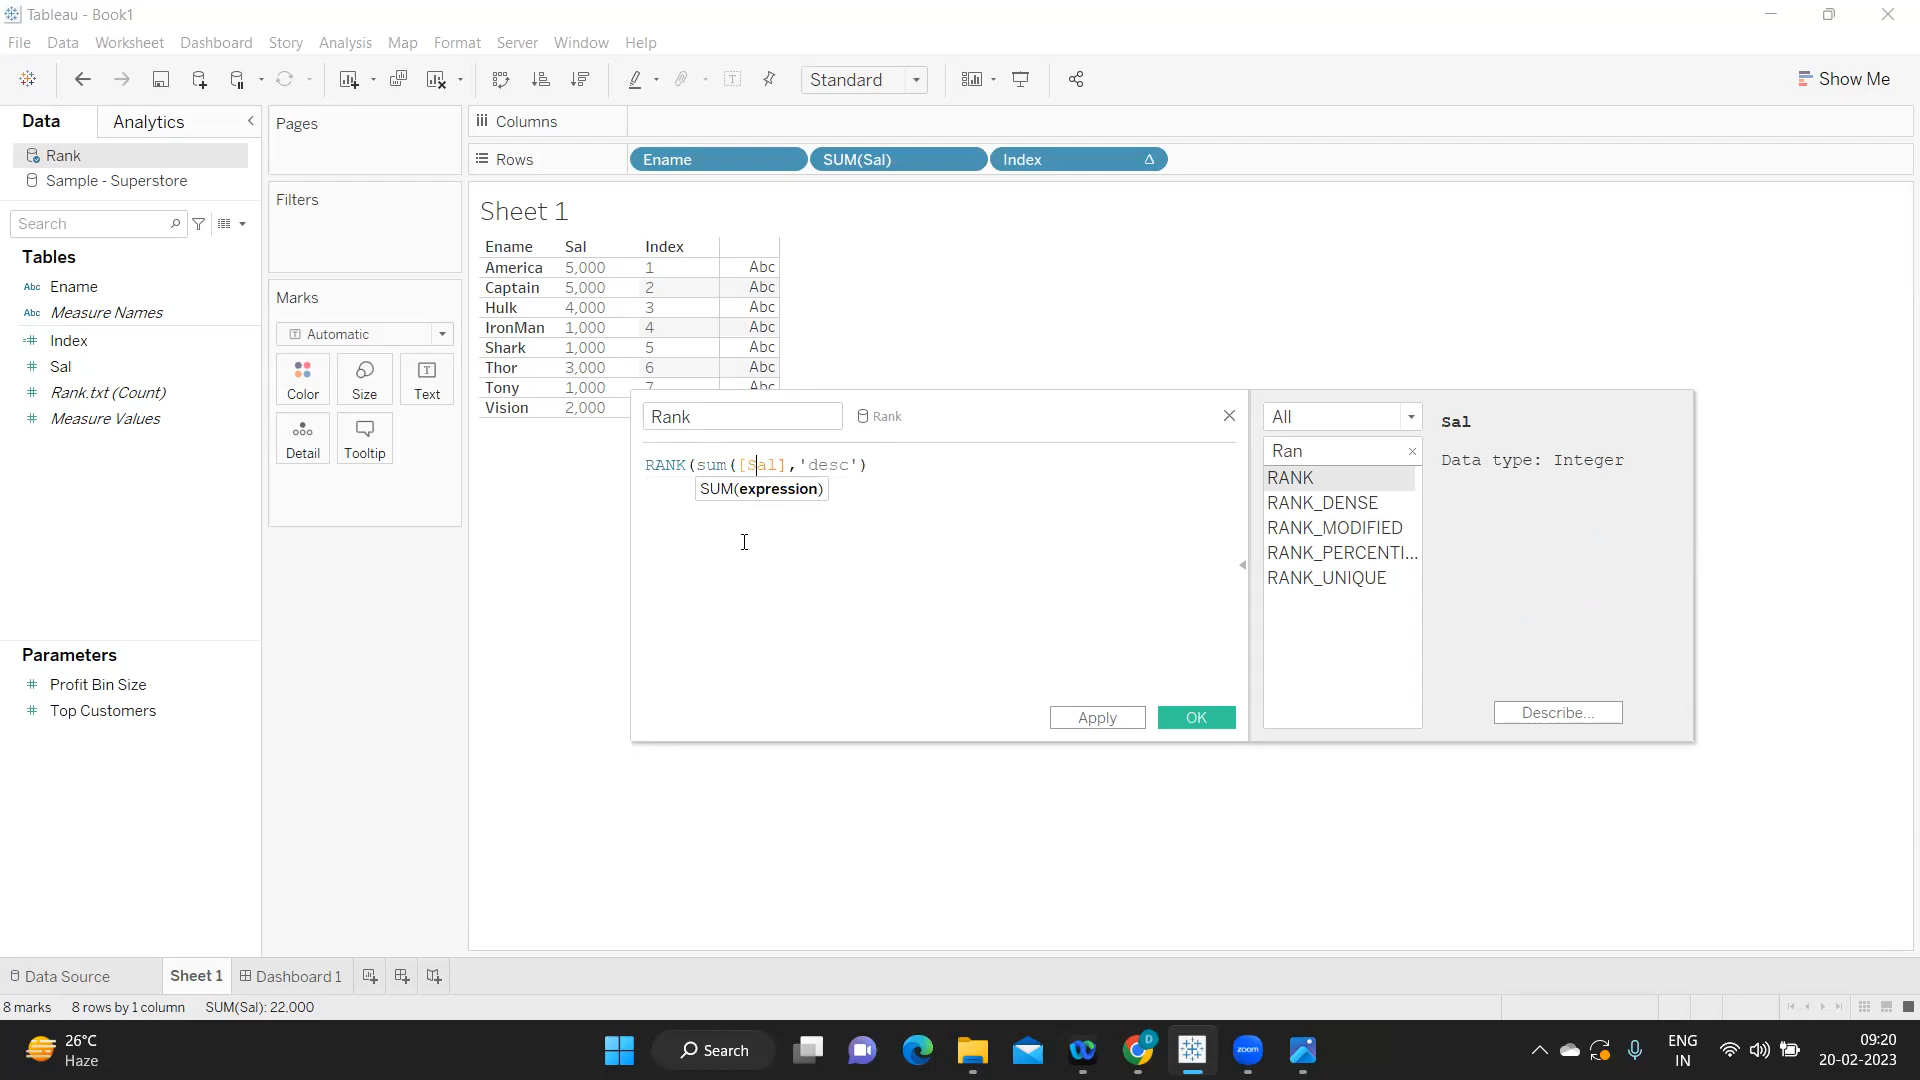 Tableau - Book1
File Data Worksheet Dashboard Story Analysis Map Format Server Window Help
Standard
Show Me
Data Analytics
Rank
Sample - Superstore
Search
Tables
Abc Ename
Abc Measure Names
Index
Sal
Rank.txt (Count)
Measure Values
Parameters
Profit Bin Size
Top Customers
Pages
Filters
Marks
Automatic
Color Size Text
Detail Tooltip
Columns
Rows Ename SUM(Sal) Index Δ
Sheet 1
Ename Sal Index
America 5,000 1 Abc
Captain 5,000 2 Abc
Hulk 4,000 3 Abc
IronMan 1,000 4 Abc
Shark 1,000 5 Abc
Thor 3,000 6 Abc
Tony 1,000 7 Abc
Vision 2,000
Rank Rank
RANK(sum([Sal],'desc')
SUM(expression)
Apply OK
All
Ran
RANK
RANK_DENSE
RANK_MODIFIED
RANK_PERCENTI...
RANK_UNIQUE
Sal
Data type: Integer
Describe...
Data Source Sheet 1 Dashboard 1
8 marks 8 rows by 1 column SUM(Sal): 22,000
26°C
Haze
Search
D
zoom
ENG
IN
09:20
20-02-2023